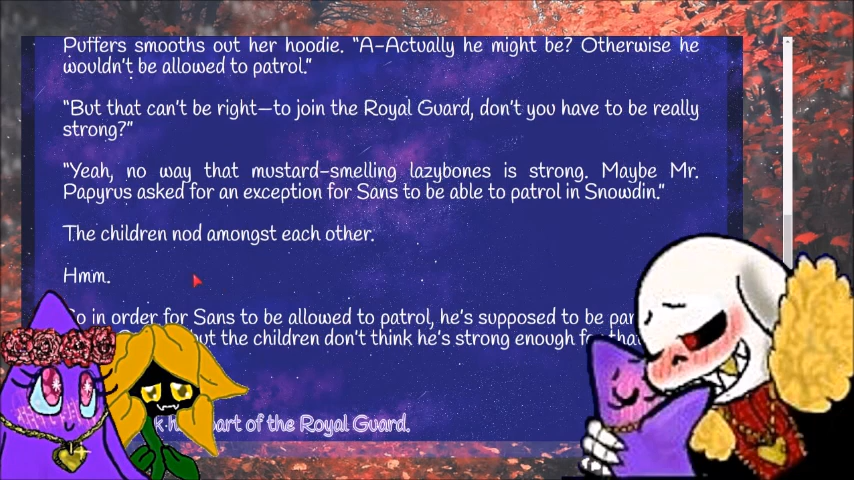 Puffers smooths out her hoodie. “A-Actually he might be? Otherwise he
wouldn’t be allowed to patrol.”
“But that can’t be right—to join the Royal Guard, don’t you have to be really
strong?”
“Yeah, no way that mustard-smelling lazybones is strong. Maybe Mr.
Papyrus asked for an exception for Sans to be able to patrol in Snowdin.”
The children nod amongst each other.
Hmm.
So in order for Sans to be allowed to patrol, he’s supposed to be
but the children don’t think he’s strong enough
part of the Royal Guard.